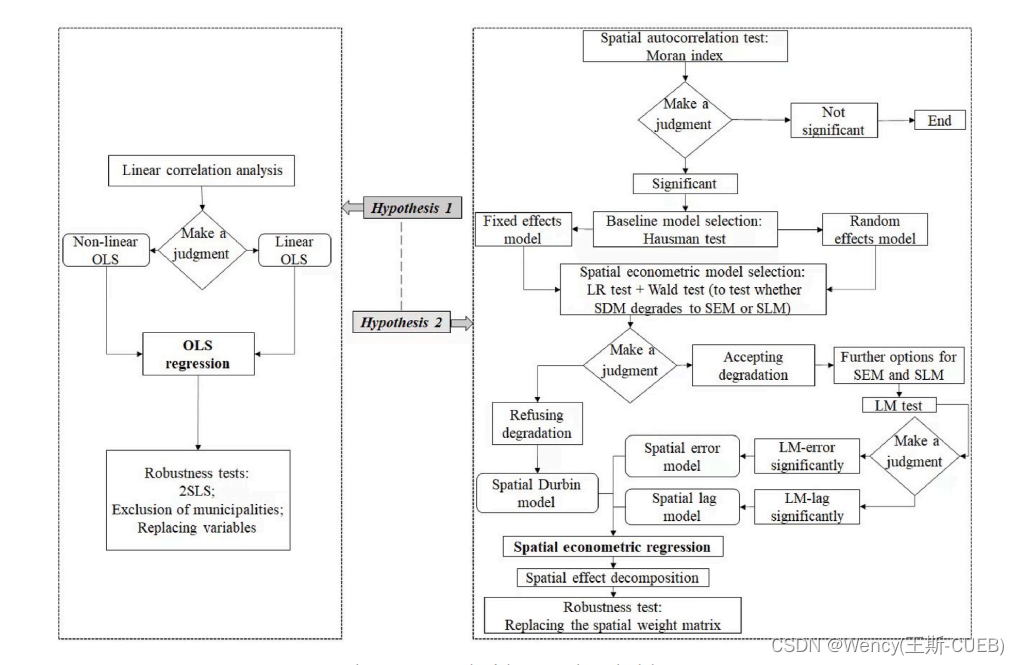 Linear correlation analysis
Make a
judgment
Non-linear
OLS
Linear
OLS
OLS
regression
Robustness tests:
2SLS;
Exclusion of municipalities;
Replacing variables
Hypothesis 1
Hypothesis 2
Spatial autocorrelation test:
Moran index
Make a
judgment
Not
significant
End
Significant
Fixed effects
model
Baseline model selection:
Hausman test
Random
effects model
Spatial econometric model selection:
LR test + Wald test (to test whether
SDM degrades to SEM or SLM)
Make a
judgment
Accepting
degradation
Further options for
SEM and SLM
LM test
Refusing
degradation
Make a
judgment
Spatial error
model
LM-error
significantly
Spatial Durbin
model
Spatial lag
model
LM-lag
significantly
Spatial econometric regression
Spatial effect decomposition
Robustness test:
Replacing the spatial weight matrix
CSDN @Wency(王斯-CUEB)